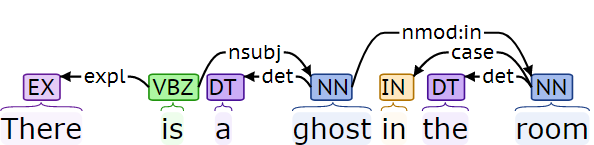 nmod:in
nsubj case
expl det det
EX VBZ DT NN IN DT NN
There is a ghost in the room